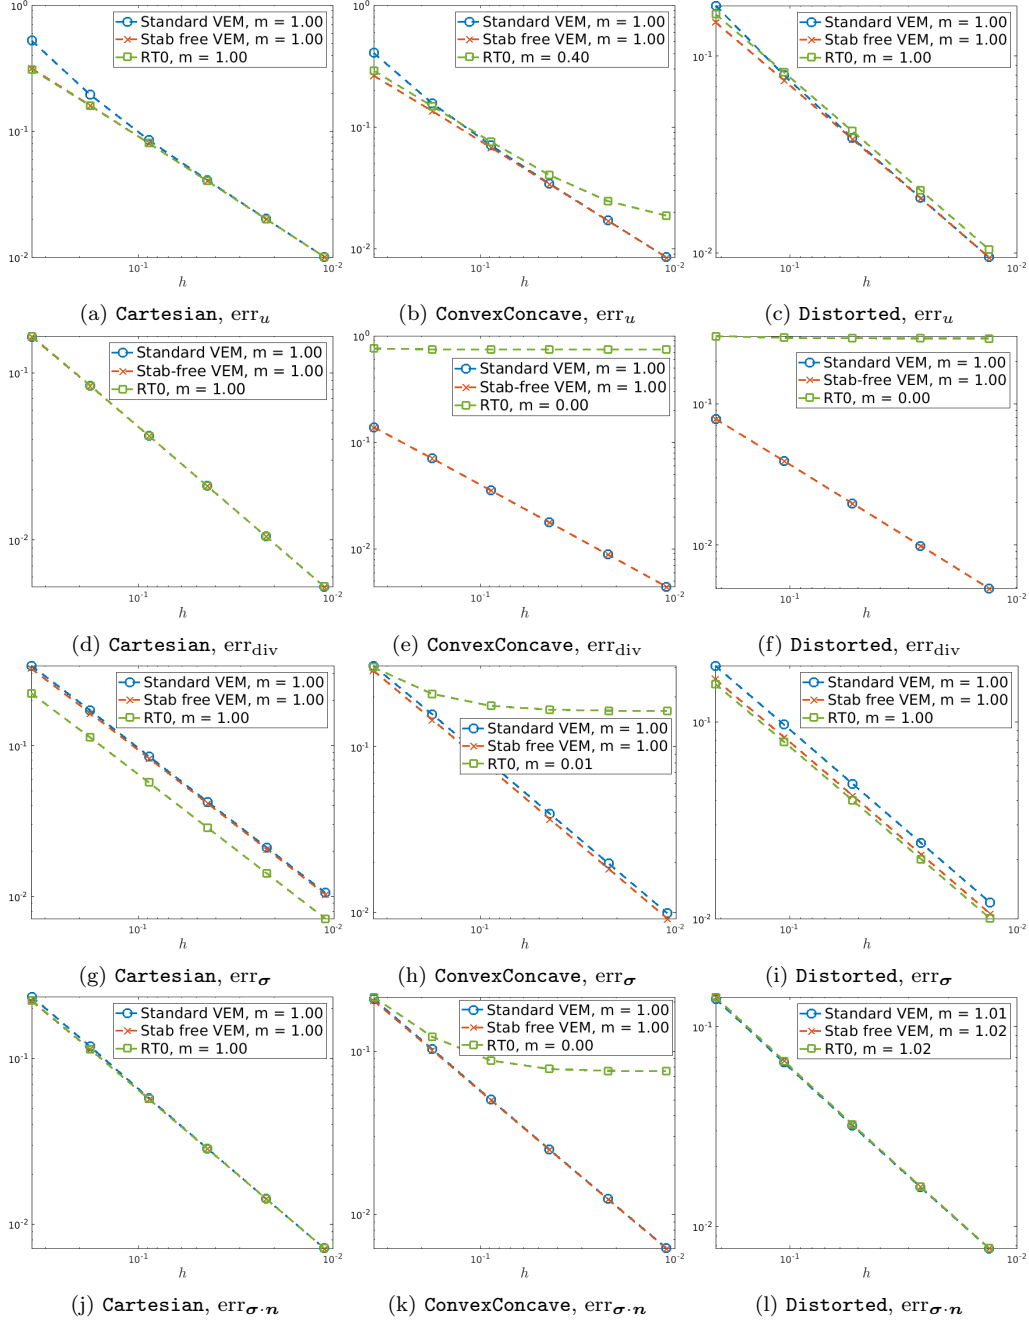 10^0
10^-1
10^-2
10^-1
10^-2
h
Standard VEM, m = 1.00
Stab free VEM, m = 1.00
RT0, m = 1.00
(a) Cartesian, err_u
10^0
10^-1
10^-2
10^-1
10^-2
h
Standard VEM, m = 1.00
Stab free VEM, m = 1.00
RT0, m = 0.40
(b) ConvexConcave, err_u
10^-1
10^-2
10^-1
10^-2
h
Standard VEM, m = 1.00
Stab free VEM, m = 1.00
RT0, m = 1.00
(c) Distorted, err_u
10^-1
10^-2
10^-1
10^-2
h
Standard VEM, m = 1.00
Stab-free VEM, m = 1.00
RT0, m = 1.00
(d) Cartesian, err_div
10^0
10^-1
10^-2
10^-1
10^-2
h
Standard VEM, m = 1.00
Stab-free VEM, m = 1.00
RT0, m = 0.00
(e) ConvexConcave, err_div
10^-1
10^-2
10^-1
10^-2
h
Standard VEM, m = 1.00
Stab-free VEM, m = 1.00
RT0, m = 0.00
(f) Distorted, err_div
10^-1
10^-2
10^-1
10^-2
h
Standard VEM, m = 1.00
Stab free VEM, m = 1.00
RT0, m = 1.00
(g) Cartesian, err_σ
10^-1
10^-2
10^-1
10^-2
h
Standard VEM, m = 1.00
Stab free VEM, m = 1.00
RT0, m = 0.01
(h) ConvexConcave, err_σ
10^-1
10^-2
10^-1
10^-2
h
Standard VEM, m = 1.00
Stab free VEM, m = 1.00
RT0, m = 1.00
(i) Distorted, err_σ
10^-1
10^-2
10^-1
10^-2
h
Standard VEM, m = 1.00
Stab free VEM, m = 1.00
RT0, m = 1.00
(j) Cartesian, err_σ·n
10^-1
10^-2
10^-1
10^-2
h
Standard VEM, m = 1.00
Stab free VEM, m = 1.00
RT0, m = 0.00
(k) ConvexConcave, err_σ·n
10^-1
10^-2
10^-1
10^-2
h
Standard VEM, m = 1.01
Stab free VEM, m = 1.02
RT0, m = 1.02
(l) Distorted, err_σ·n